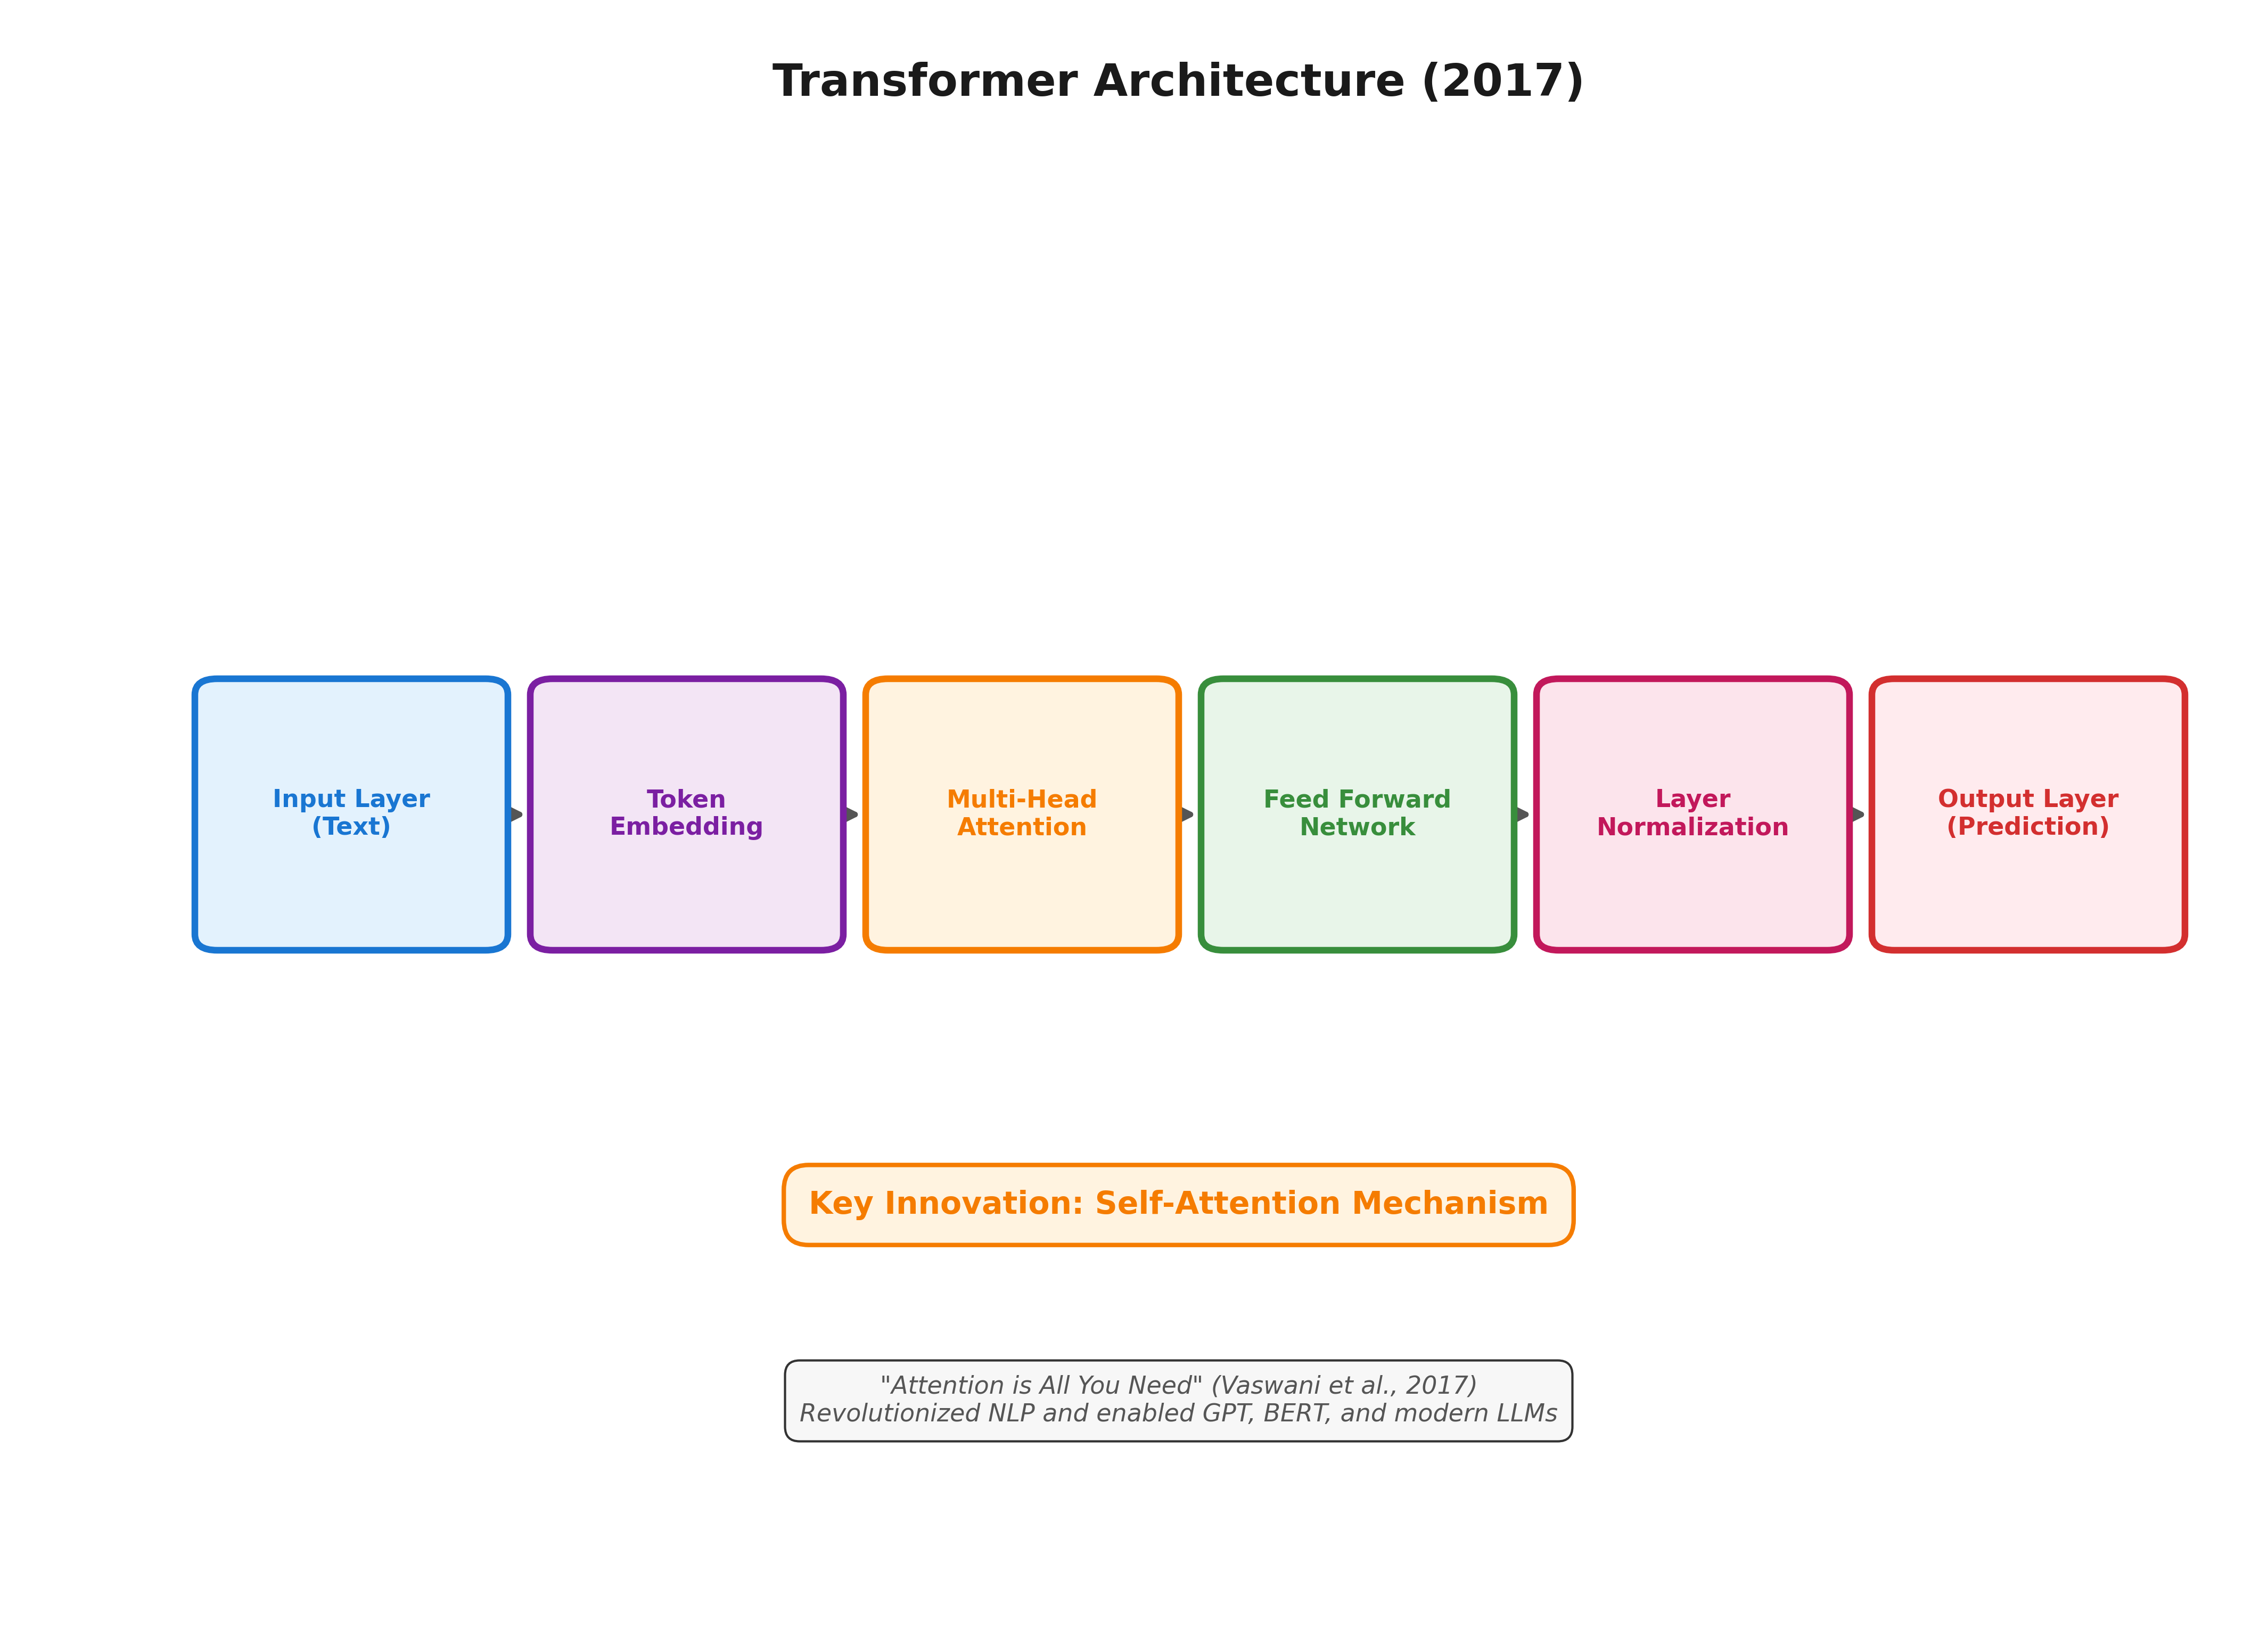 Transformer Architecture (2017)
Input Layer
(Text)
Token
Embedding
Multi-Head
Attention
Feed Forward
Network
Layer
Normalization
Output Layer
(Prediction)
Key Innovation: Self-Attention Mechanism
"Attention is All You Need" (Vaswani et al., 2017)
Revolutionized NLP and enabled GPT, BERT, and modern LLMs